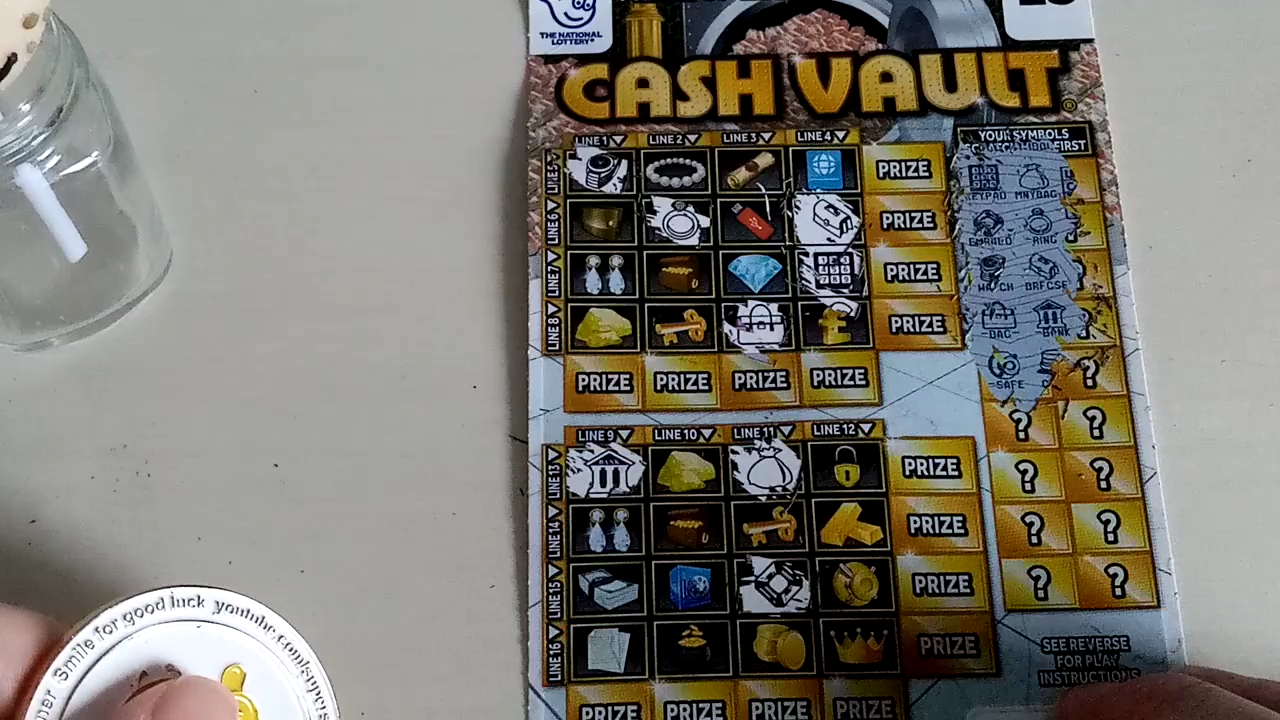 THE NATIONAL
LOTTERY®
CASH VAULT®
YOUR SYMBOLS
FIRST
LINE 1 LINE 2 LINE 3 LINE 4
LINE 5 PRIZE
KEYPAD MNYBAG
LINE 6 PRIZE
EMRALD RING
LINE 7 PRIZE
WATCH BRFCSE
LINE 8 PRIZE
BAG BANK
PRIZE PRIZE PRIZE PRIZE
SAFE ?
? ?
LINE 9 LINE 10 LINE 11 LINE 12
LINE 13 BANK PRIZE ? ?
LINE 14 PRIZE ? ?
LINE 15 PRIZE ? ?
LINE 16 PRIZE
SEE REVERSE
FOR PLAY
INSTRUCTIONS
PRIZE PRIZE PRIZE PRIZE
Smile for good luck